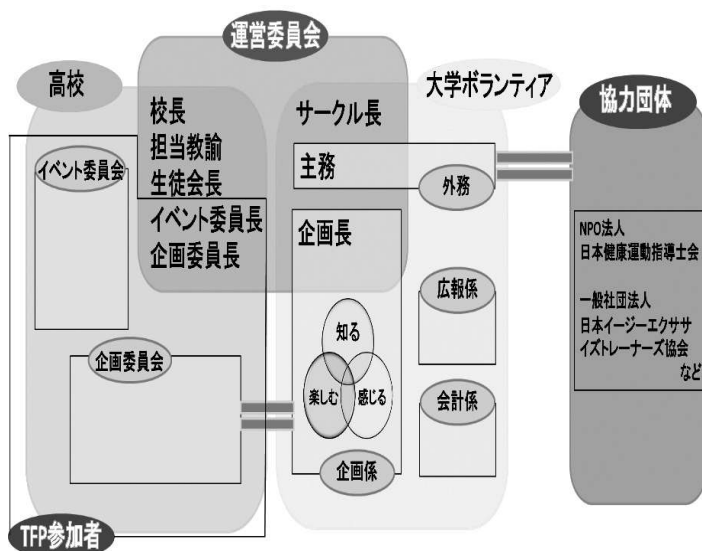 運営委員会
高校
大学ボランティア
協力団体
校長
担当教諭
生徒会長
イベント委員長
企画委員長
サークル長
主務
外務
企画長
イベント委員会
企画委員会
知る
楽しむ
感じる
企画係
広報係
会計係
NPO法人
日本健康運動指導士会
一般社団法人
日本イージーエクササ
イズトレーナーズ協会
など
TFP参加者